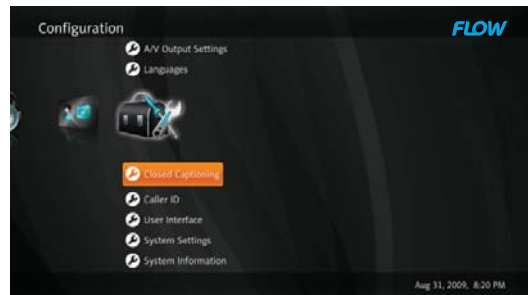 Configuration
FLOW
A/V Output Settings
Languages
Closed Captioning
Caller ID
User Interface
System Settings
System Information
Aug 31, 2009, 8:20 PM